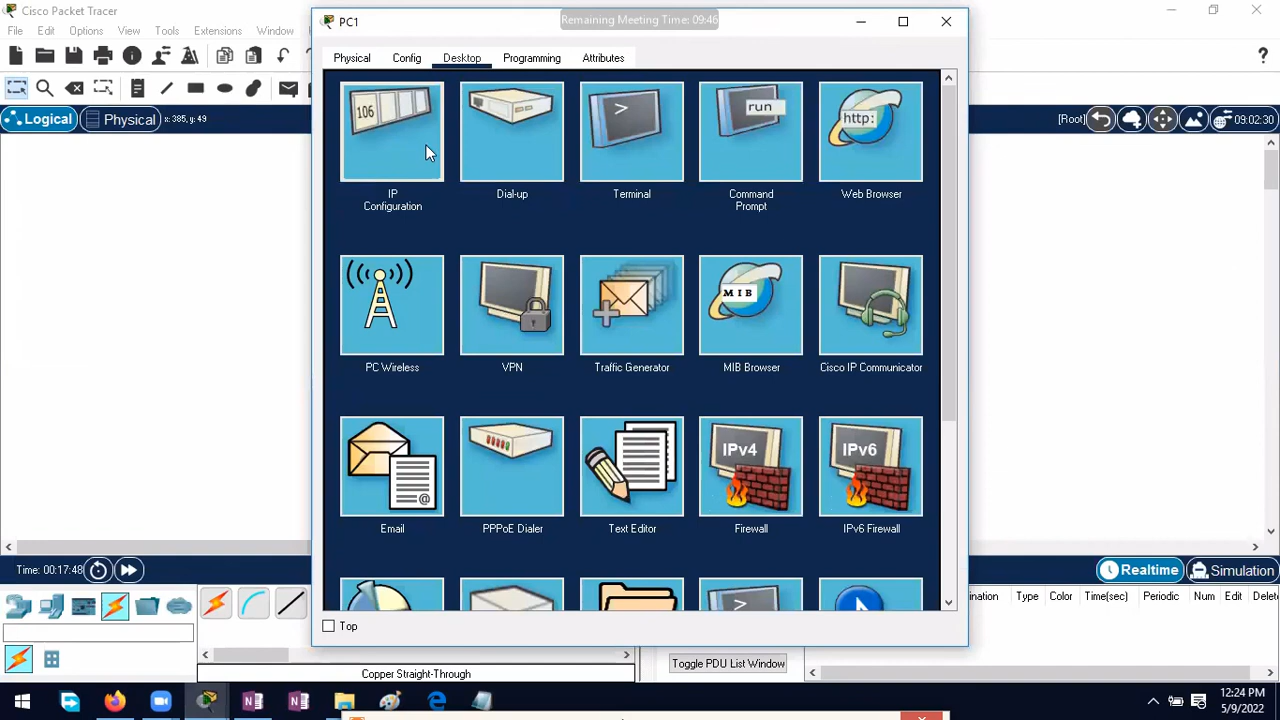 Cisco Packet Tracer
PC1
Remaining Meeting Time: 09:46
File Edit Options View Tools Extensions Window
Physical Config Desktop Programming Attributes
Logical Physical x: 385, y: 49
[Root] 09:02:30
106
>
run
http:
IP Configuration
Dial-up
Terminal
Command Prompt
Web Browser
MIB
PC Wireless
VPN
Traffic Generator
MIB Browser
Cisco IP Communicator
@
IPv4
IPv6
Email
PPPoE Dialer
Text Editor
Firewall
IPv6 Firewall
>
Top
Time: 00:17:48
Realtime Simulation
ination Type Color Time(sec) Periodic Num Edit Delete
Toggle PDU List Window
Copper Straight-Through
12:24 PM
5/9/2022